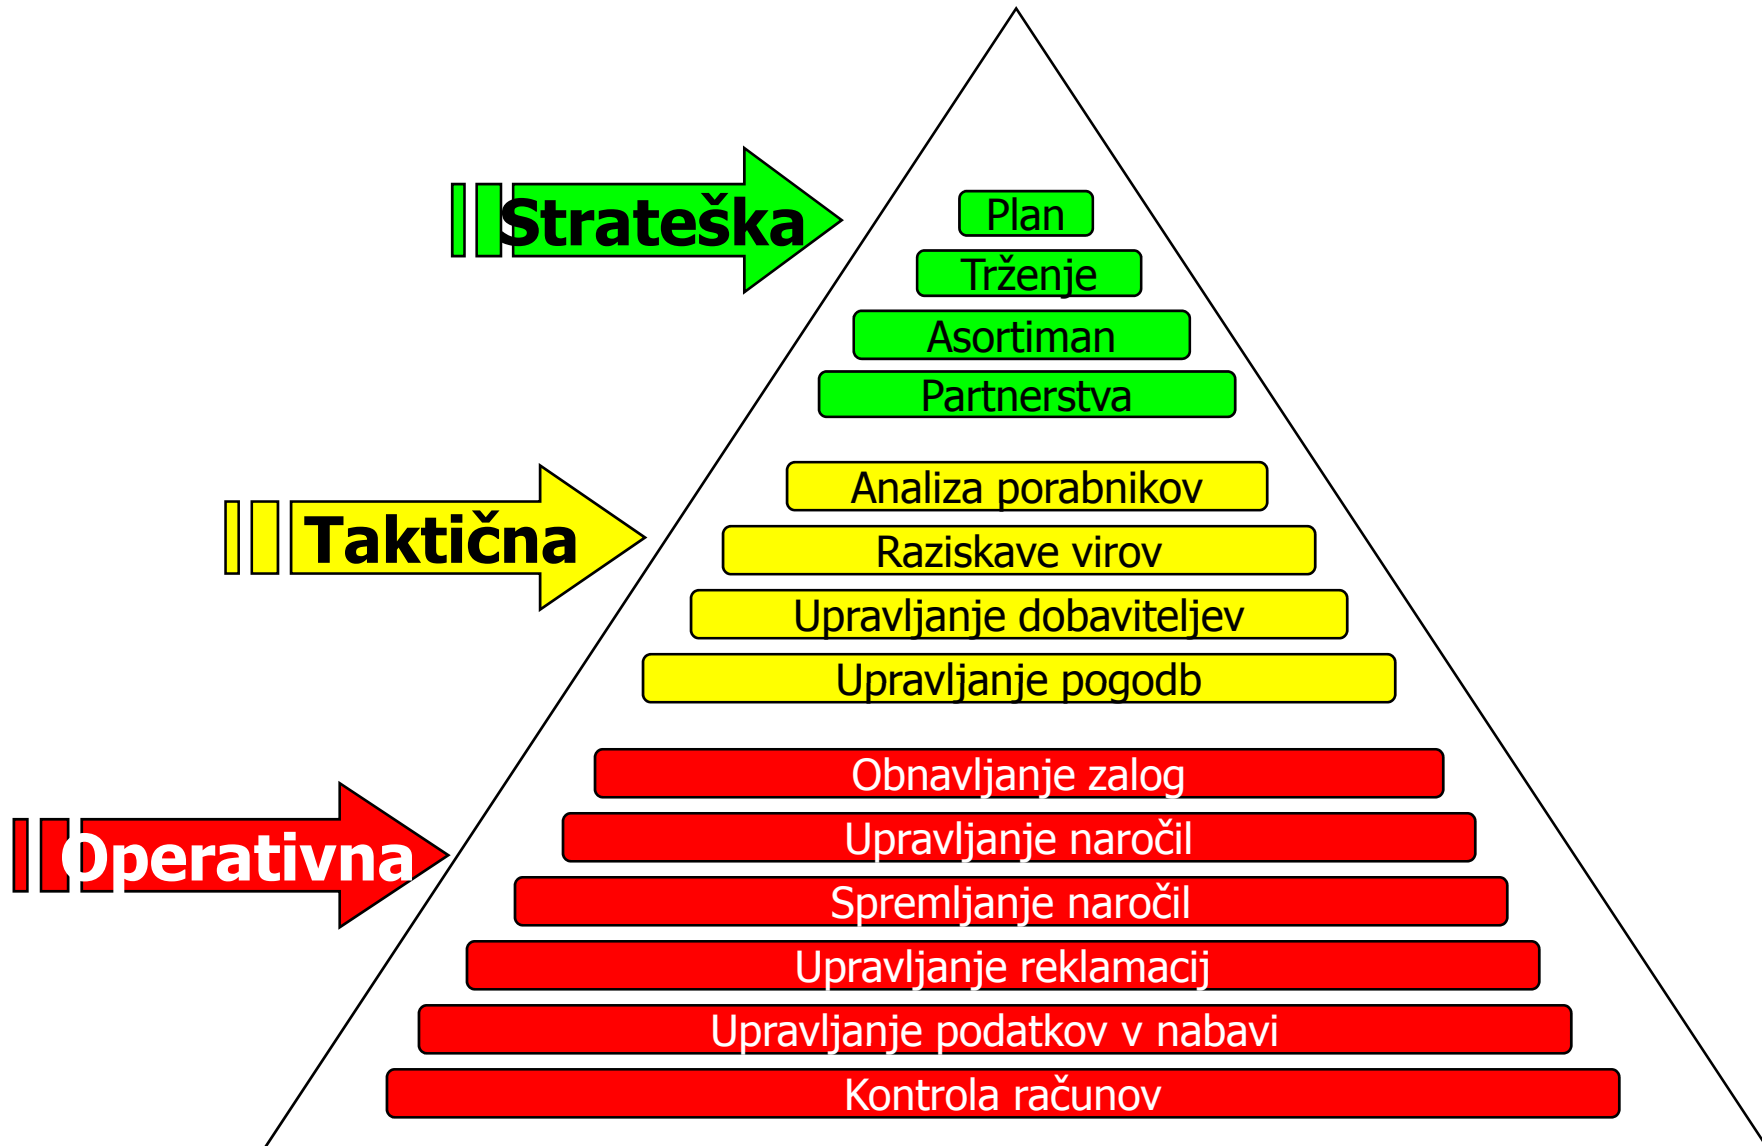 Strateška
Plan
Trženje
Asortiman
Partnerstva
Taktična
Analiza porabnikov
Raziskave virov
Upravljanje dobaviteljev
Upravljanje pogodb
Operativna
Obnavljanje zalog
Upravljanje naročil
Spremljanje naročil
Upravljanje reklamacij
Upravljanje podatkov v nabavi
Kontrola računov